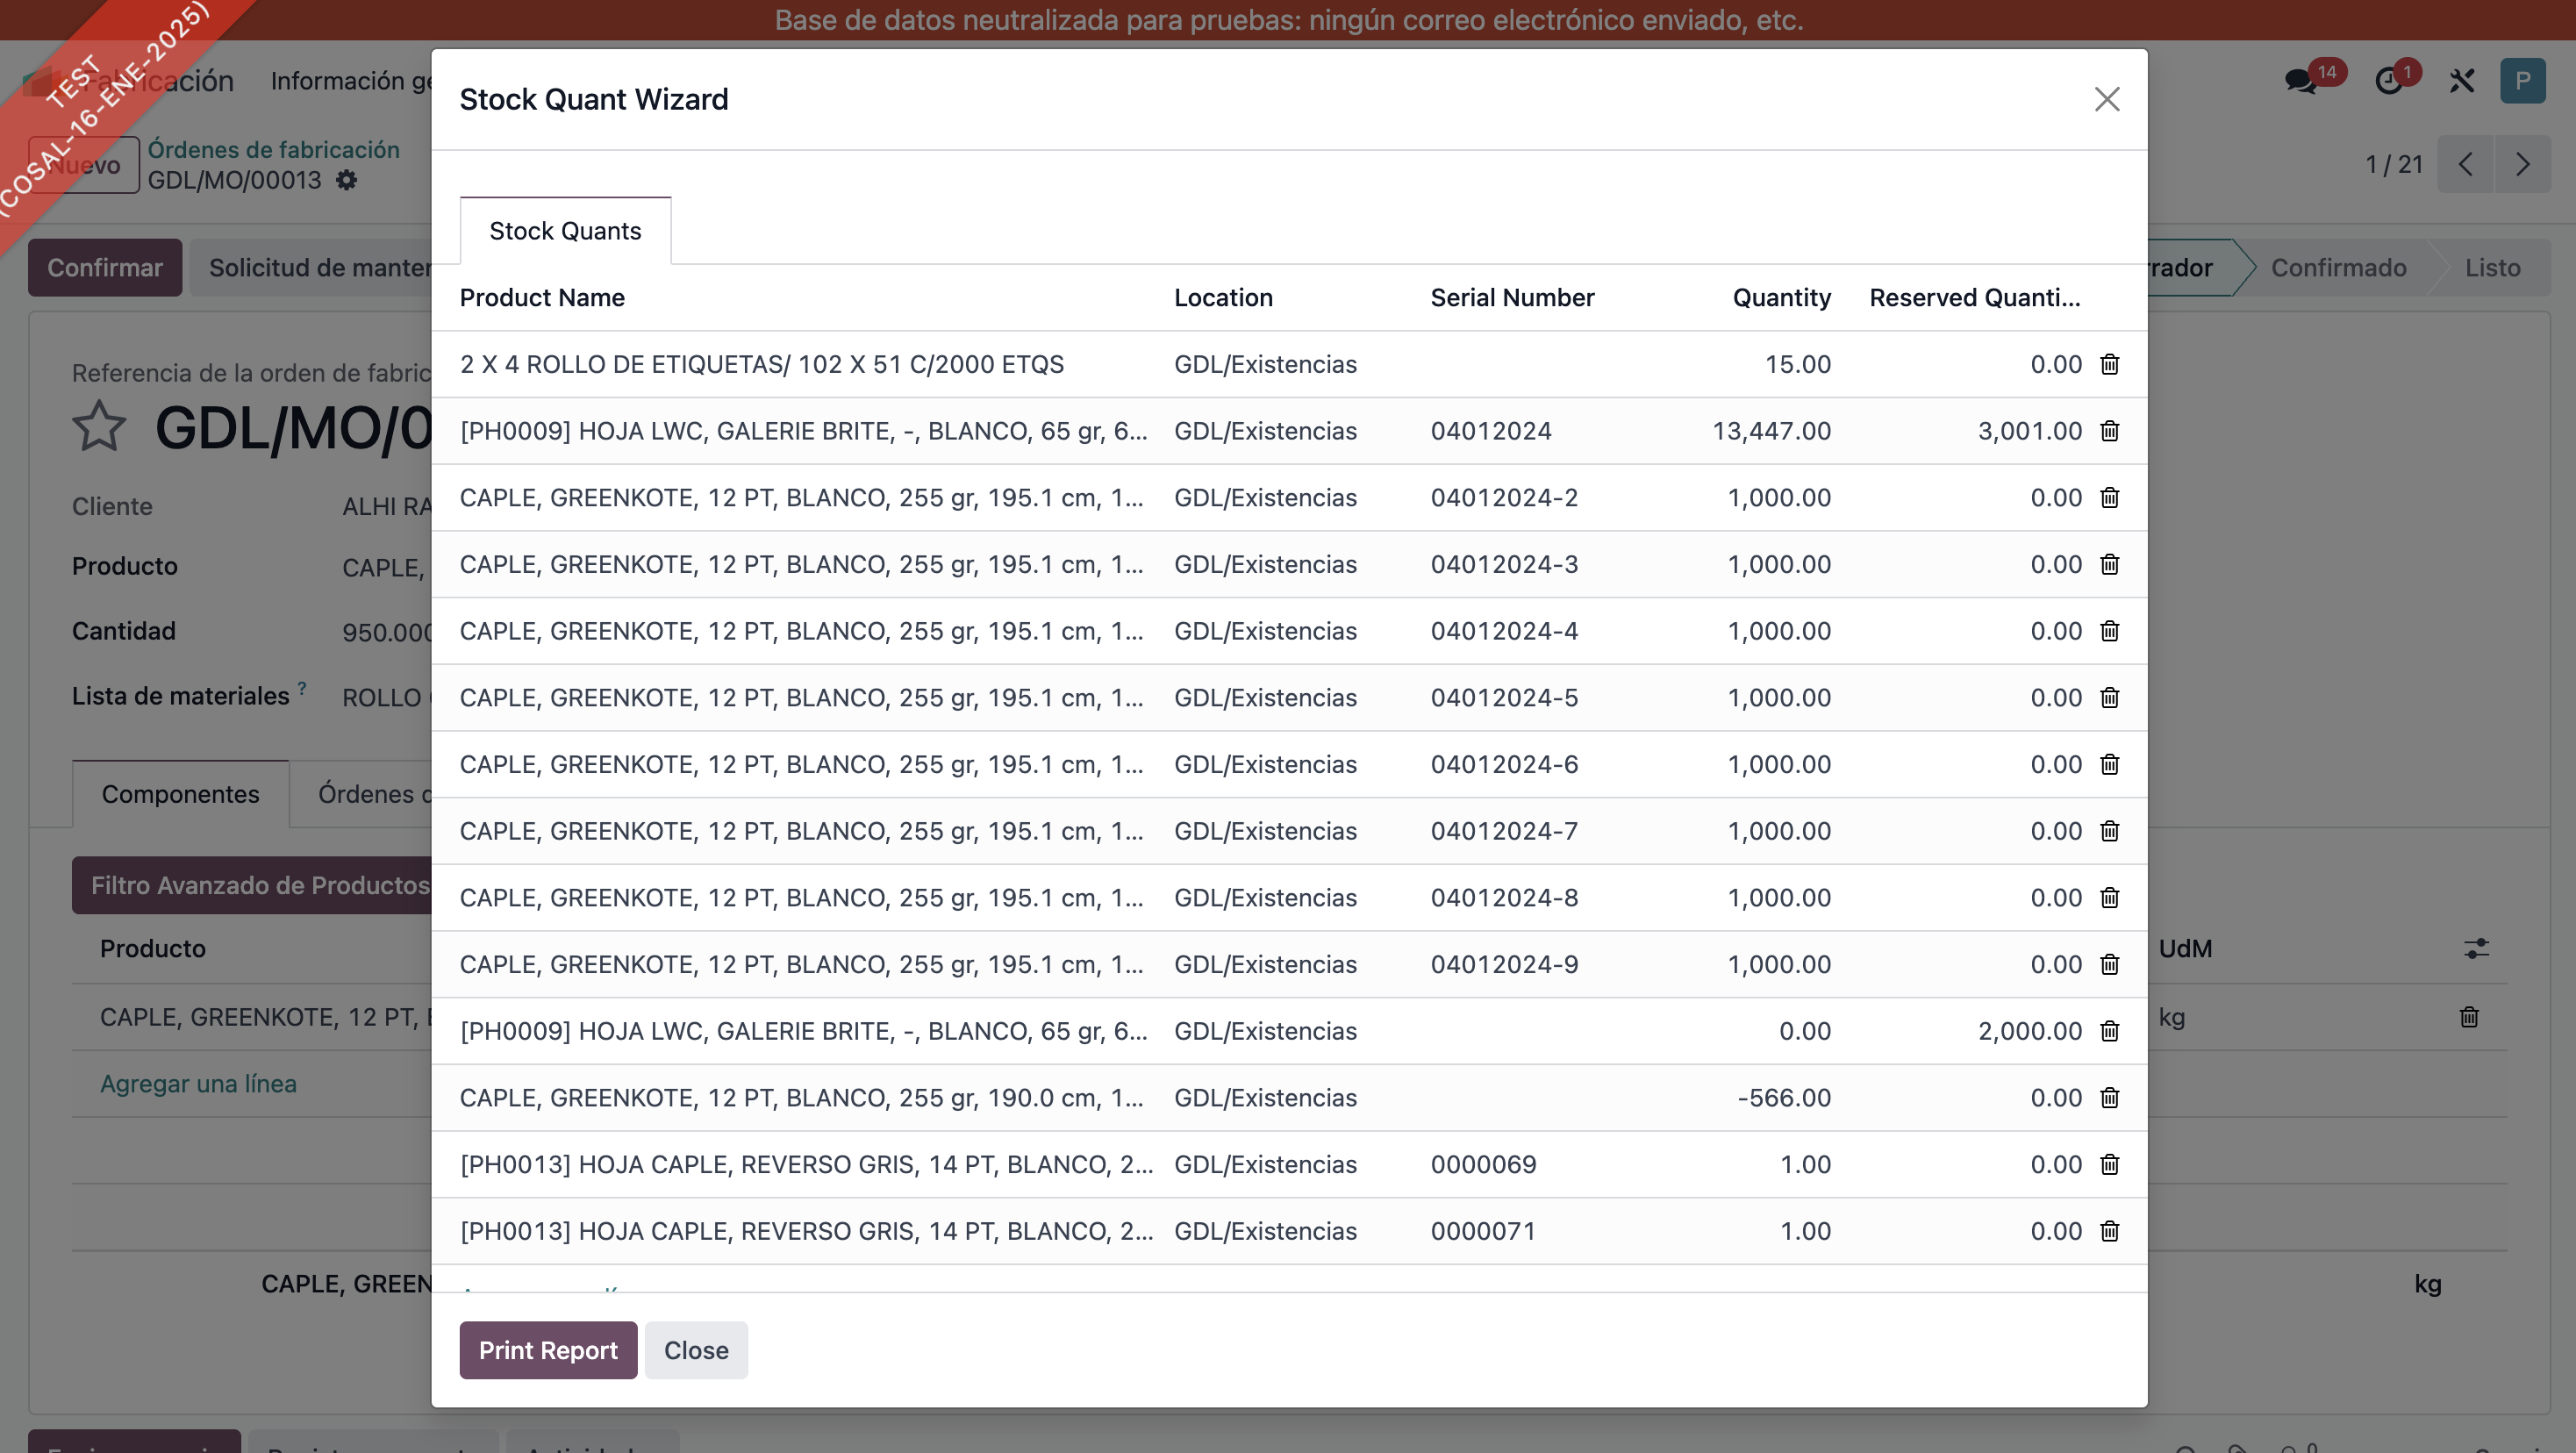 Base de datos neutralizada para pruebas: ningún correo electrónico enviado, etc.
TEST
(COSAL-16-ENE-2025)
Fabricación
Información ge
14
1
P
Nuevo
Órdenes de fabricación
GDL/MO/00013
1 / 21
Confirmar
Solicitud de manter
rrador
Confirmado
Listo
Referencia de la orden de fabric
GDL/MO/0
Cliente
ALHI RA
Producto
CAPLE,
Cantidad
950.000
Lista de materiales ?
ROLLO
Componentes
Órdenes d
Filtro Avanzado de Productos
Producto
UdM
CAPLE, GREENKOTE, 12 PT,
kg
Agregar una línea
CAPLE, GREEN
kg
Stock Quant Wizard
Stock Quants
Product Name Location Serial Number Quantity Reserved Quanti...
2 X 4 ROLLO DE ETIQUETAS/ 102 X 51 C/2000 ETQS GDL/Existencias 15.00 0.00
[PH0009] HOJA LWC, GALERIE BRITE, -, BLANCO, 65 gr, 6... GDL/Existencias 04012024 13,447.00 3,001.00
CAPLE, GREENKOTE, 12 PT, BLANCO, 255 gr, 195.1 cm, 1... GDL/Existencias 04012024-2 1,000.00 0.00
CAPLE, GREENKOTE, 12 PT, BLANCO, 255 gr, 195.1 cm, 1... GDL/Existencias 04012024-3 1,000.00 0.00
CAPLE, GREENKOTE, 12 PT, BLANCO, 255 gr, 195.1 cm, 1... GDL/Existencias 04012024-4 1,000.00 0.00
CAPLE, GREENKOTE, 12 PT, BLANCO, 255 gr, 195.1 cm, 1... GDL/Existencias 04012024-5 1,000.00 0.00
CAPLE, GREENKOTE, 12 PT, BLANCO, 255 gr, 195.1 cm, 1... GDL/Existencias 04012024-6 1,000.00 0.00
CAPLE, GREENKOTE, 12 PT, BLANCO, 255 gr, 195.1 cm, 1... GDL/Existencias 04012024-7 1,000.00 0.00
CAPLE, GREENKOTE, 12 PT, BLANCO, 255 gr, 195.1 cm, 1... GDL/Existencias 04012024-8 1,000.00 0.00
CAPLE, GREENKOTE, 12 PT, BLANCO, 255 gr, 195.1 cm, 1... GDL/Existencias 04012024-9 1,000.00 0.00
[PH0009] HOJA LWC, GALERIE BRITE, -, BLANCO, 65 gr, 6... GDL/Existencias 0.00 2,000.00
CAPLE, GREENKOTE, 12 PT, BLANCO, 255 gr, 190.0 cm, 1... GDL/Existencias -566.00 0.00
[PH0013] HOJA CAPLE, REVERSO GRIS, 14 PT, BLANCO, 2... GDL/Existencias 0000069 1.00 0.00
[PH0013] HOJA CAPLE, REVERSO GRIS, 14 PT, BLANCO, 2... GDL/Existencias 0000071 1.00 0.00
Print Report
Close